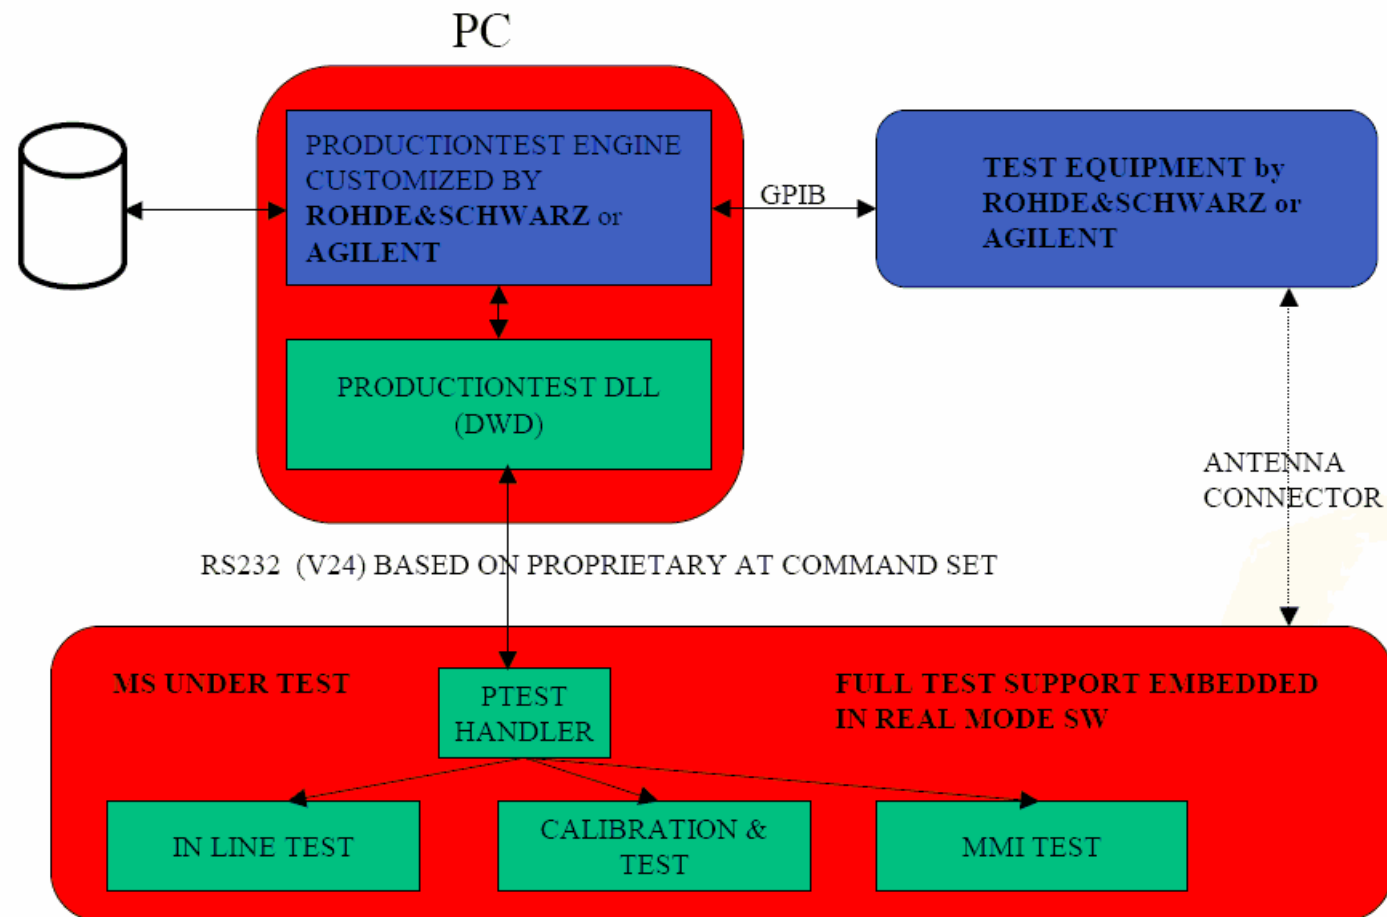 PC
PRODUCTIONTEST ENGINE
CUSTOMIZED BY
ROHDE&SCHWARZ or
AGILENT
GPIB
TEST EQUIPMENT by
ROHDE&SCHWARZ or
AGILENT
PRODUCTIONTEST DLL
(DWD)
ANTENNA
CONNECTOR
RS232 (V24) BASED ON PROPRIETARY AT COMMAND SET
MS UNDER TEST
PTEST
HANDLER
FULL TEST SUPPORT EMBEDDED
IN REAL MODE SW
IN LINE TEST
CALIBRATION &
TEST
MMI TEST